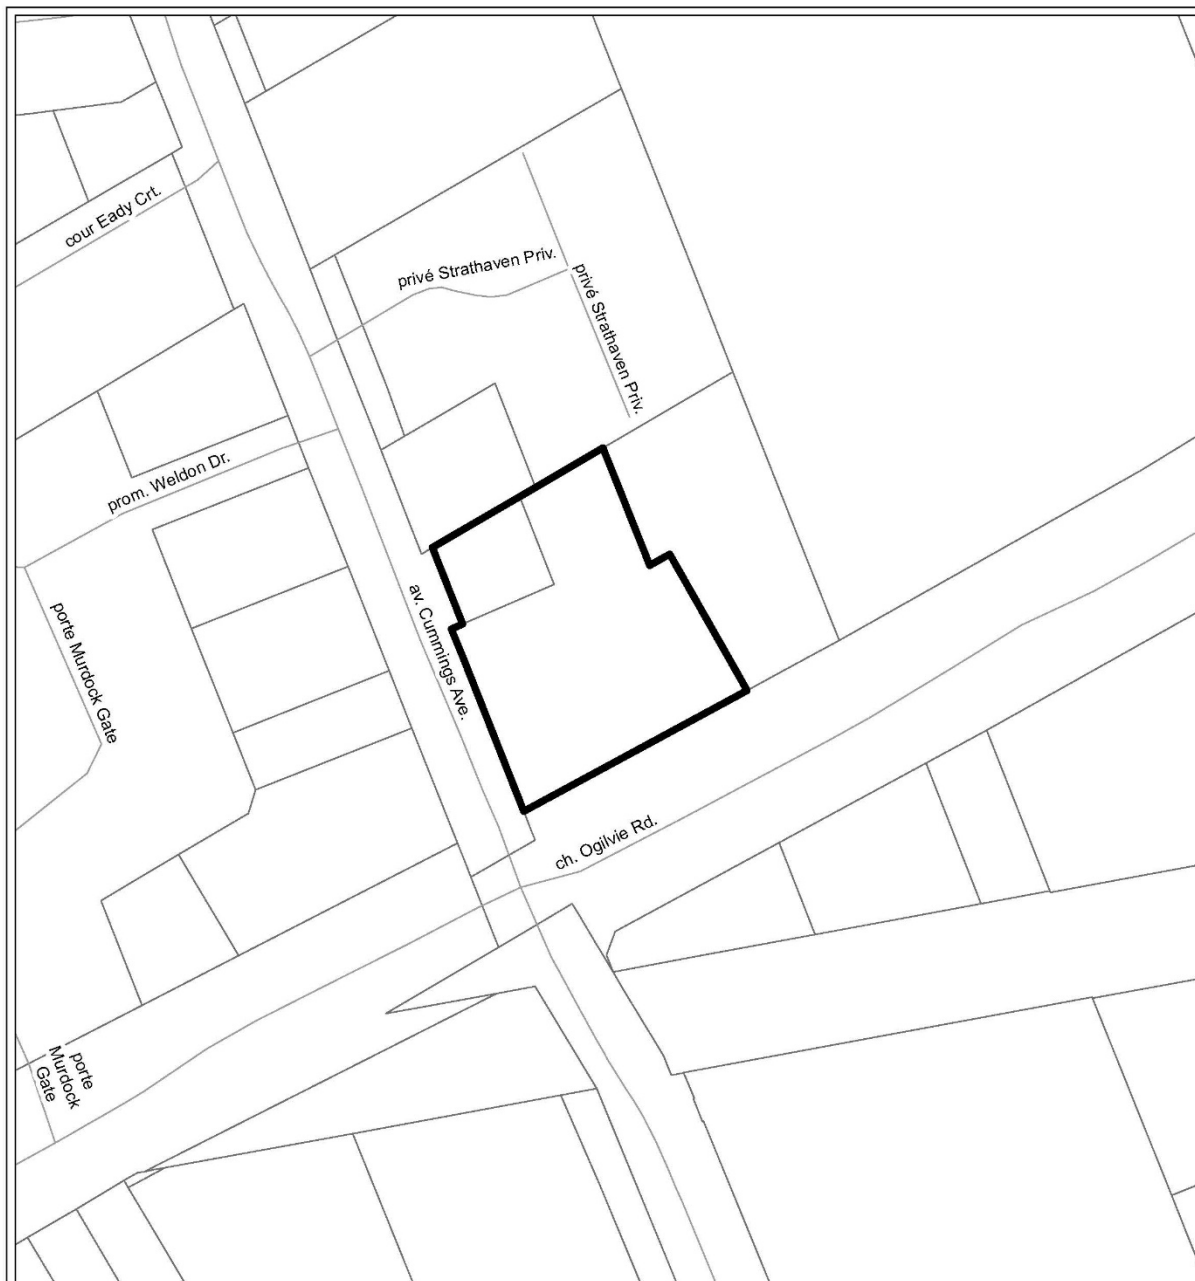 cour Eady Crt.
privé Strathaven Priv.
privé Strathaven Priv.
prom. Weldon Dr.
av. Cummings Ave.
porte Murdock Gate
ch. Ogilvie Rd.
porte
Murdock
Gate